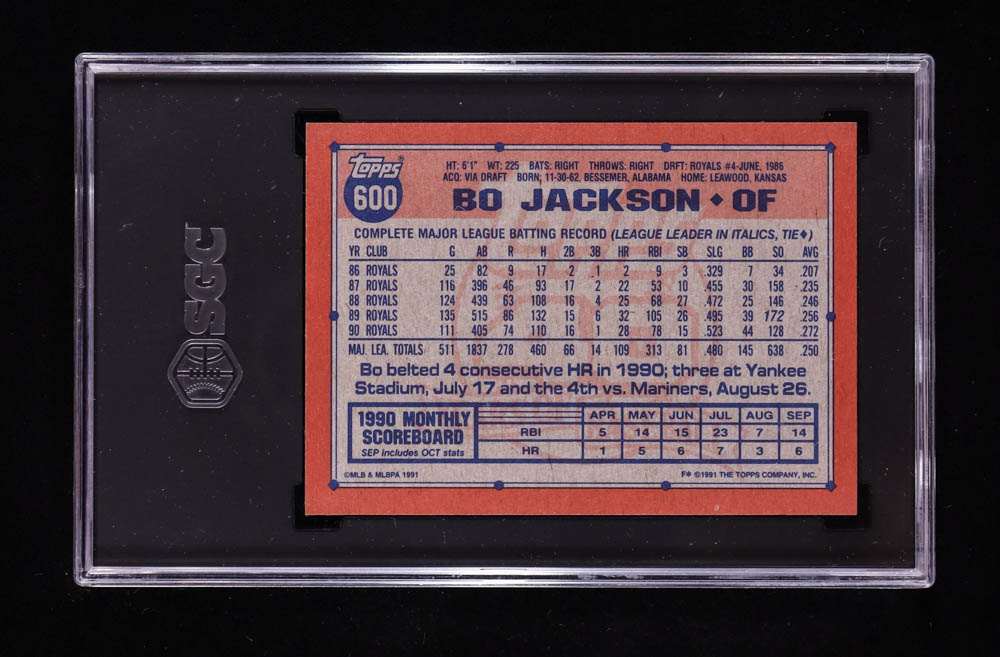 SGC
Topps®
600
HT: 6'1" WT: 225 BATS: RIGHT THROWS: RIGHT DRFT: ROYALS #4-JUNE, 1986
ACQ: VIA DRAFT BORN: 11-30-62, BESSEMER, ALABAMA HOME: LEAWOOD, KANSAS
BO JACKSON ♦ OF
COMPLETE MAJOR LEAGUE BATTING RECORD (LEAGUE LEADER IN ITALICS, TIE♦)
YR CLUB G AB R H 2B 3B HR RBI SB SLG BB SO AVG
86 ROYALS 25 82 9 17 2 1 2 9 3 .329 7 34 .207
87 ROYALS 116 396 46 93 17 2 22 53 10 .455 30 158 .235
88 ROYALS 124 439 63 108 16 4 25 68 27 .472 25 146 .246
89 ROYALS 135 515 86 132 15 6 32 105 26 .495 39 172 .256
90 ROYALS 111 405 74 110 16 1 28 78 15 .523 44 128 .272
MAJ. LEA. TOTALS 511 1837 278 460 66 14 109 313 81 .480 145 638 .250
Bo belted 4 consecutive HR in 1990; three at Yankee
Stadium, July 17 and the 4th vs. Mariners, August 26.
1990 MONTHLY
SCOREBOARD
SEP includes OCT stats
APR MAY JUN JUL AUG SEP
RBI 5 14 15 23 7 14
HR 1 5 6 7 3 6
©MLB & MLBPA 1991
F* ©1991 THE TOPPS COMPANY, INC.